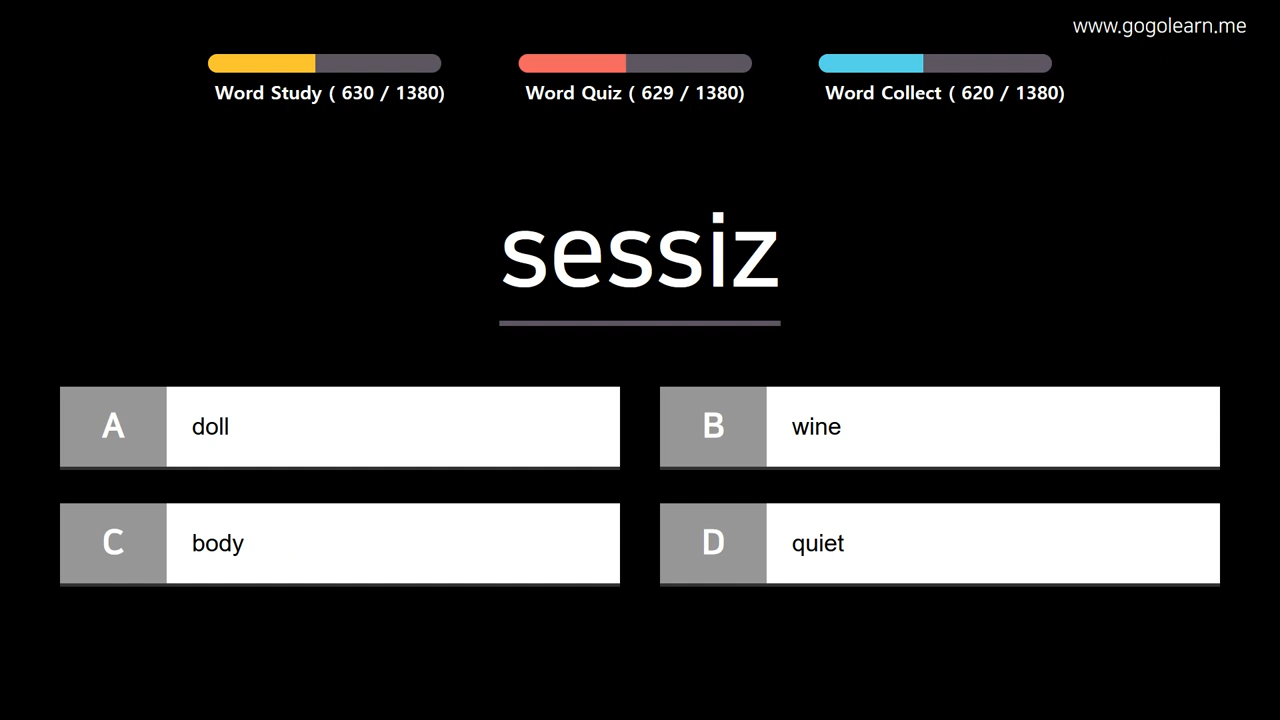 www.gogolearn.me
Word Study ( 630 / 1380)
Word Quiz ( 629 / 1380)
Word Collect ( 620 / 1380)
sessiz
A doll
B wine
C body
D quiet